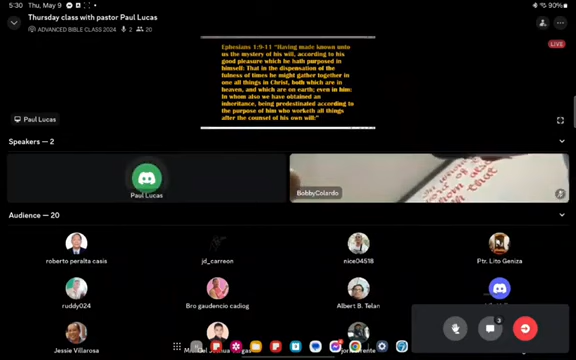 5:30 Thu, May 9
90%
Thursday class with pastor Paul Lucas
ADVANCED BIBLE CLASS 2024 2 20
LIVE
Ephesians 1:9-11 "Having made known unto
us the mystery of his will, according to his
good pleasure which he hath purposed in
himself: That in the dispensation of the
fulness of times he might gather together in
one all things in Christ, both which are in
heaven, and which are on earth; even in him:
In whom also we have obtained an
inheritance, being predestinated according to
the purpose of him who worketh all things
after the counsel of his own will:"
Paul Lucas
Speakers — 2
Paul Lucas
Audience — 20
roberto peralta casis
jd_carreon
nice04518
Ptr. Lito Geniza
ruddy024
Bro gaudencio cadiog
Albert B. Telan
3
Jessie Villarosa